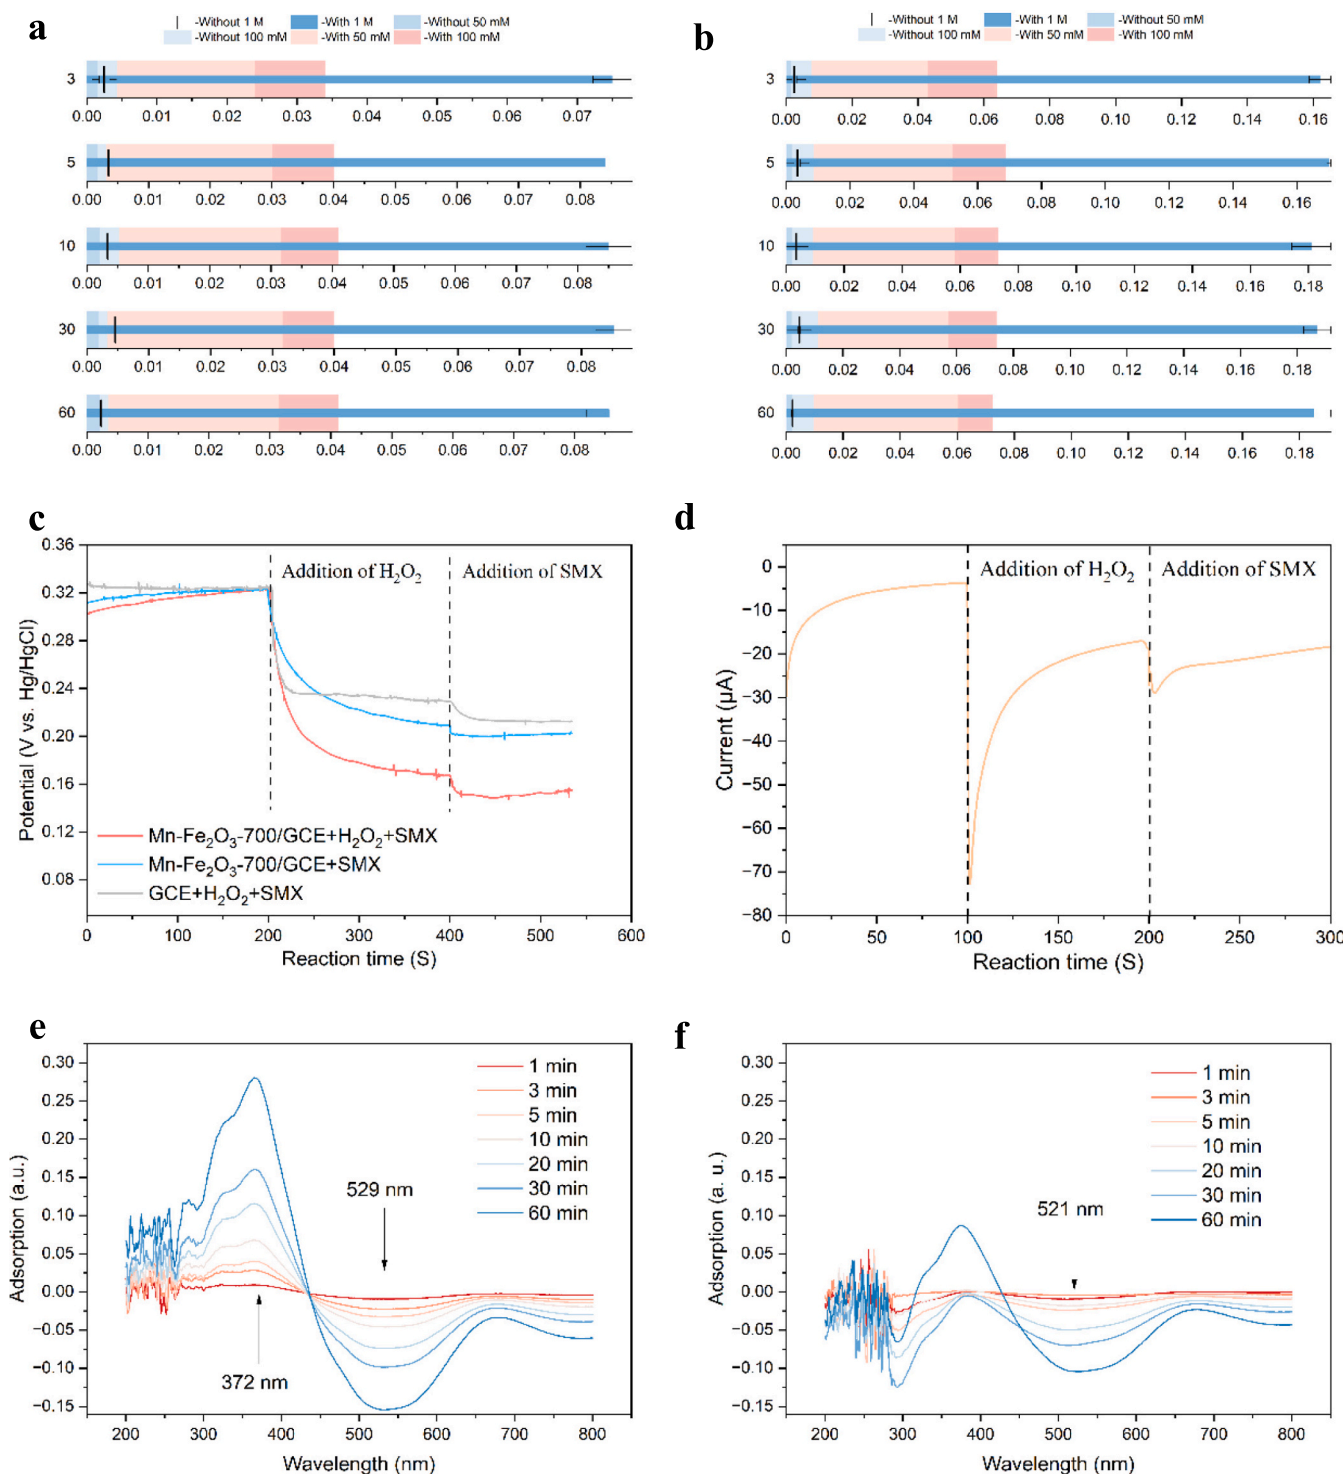 a
-Without 1 M -With 1 M -Without 50 mM
-Without 100 mM -With 50 mM -With 100 mM
3
0.00 0.01 0.02 0.03 0.04 0.05 0.06 0.07
5
0.00 0.01 0.02 0.03 0.04 0.05 0.06 0.07 0.08
10
0.00 0.01 0.02 0.03 0.04 0.05 0.06 0.07 0.08
30
0.00 0.01 0.02 0.03 0.04 0.05 0.06 0.07 0.08
60
0.00 0.01 0.02 0.03 0.04 0.05 0.06 0.07 0.08
b
-Without 1 M -With 1 M -Without 50 mM
-Without 100 mM -With 50 mM -With 100 mM
3
0.00 0.02 0.04 0.06 0.08 0.10 0.12 0.14 0.16
5
0.00 0.02 0.04 0.06 0.08 0.10 0.12 0.14 0.16
10
0.00 0.02 0.04 0.06 0.08 0.10 0.12 0.14 0.16 0.18
30
0.00 0.02 0.04 0.06 0.08 0.10 0.12 0.14 0.16 0.18
60
0.00 0.02 0.04 0.06 0.08 0.10 0.12 0.14 0.16 0.18
c
Potential (V vs. Hg/HgCl)
0.36
0.32
0.28
0.24
0.20
0.16
0.12
0.08
Addition of H₂O₂
Addition of SMX
Mn-Fe₂O₃-700/GCE+H₂O₂+SMX
Mn-Fe₂O₃-700/GCE+SMX
GCE+H₂O₂+SMX
0 100 200 300 400 500 600
Reaction time (S)
d
Current (μA)
0
−10
−20
−30
−40
−50
−60
−70
−80
Addition of H₂O₂
Addition of SMX
0 50 100 150 200 250 300
Reaction time (S)
e
Adsorption (a.u.)
0.30
0.25
0.20
0.15
0.10
0.05
0.00
−0.05
−0.10
−0.15
1 min
3 min
5 min
10 min
20 min
30 min
60 min
529 nm
372 nm
200 300 400 500 600 700 800
Wavelength (nm)
f
Adsorption (a. u.)
0.30
0.25
0.20
0.15
0.10
0.05
0.00
−0.05
−0.10
−0.15
1 min
3 min
5 min
10 min
20 min
30 min
60 min
521 nm
200 300 400 500 600 700 800
Wavelength (nm)